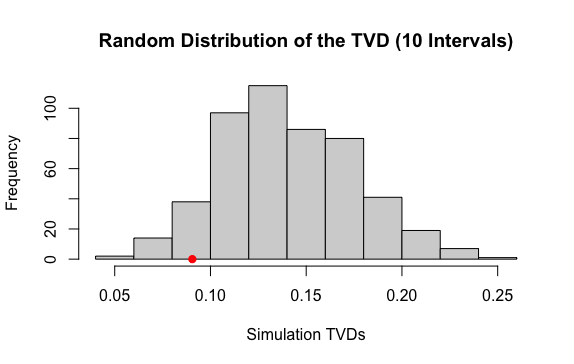 Random Distribution of the TVD (10 Intervals)
Frequency
100
60
20
0
0.05 0.10 0.15 0.20 0.25
Simulation TVDs